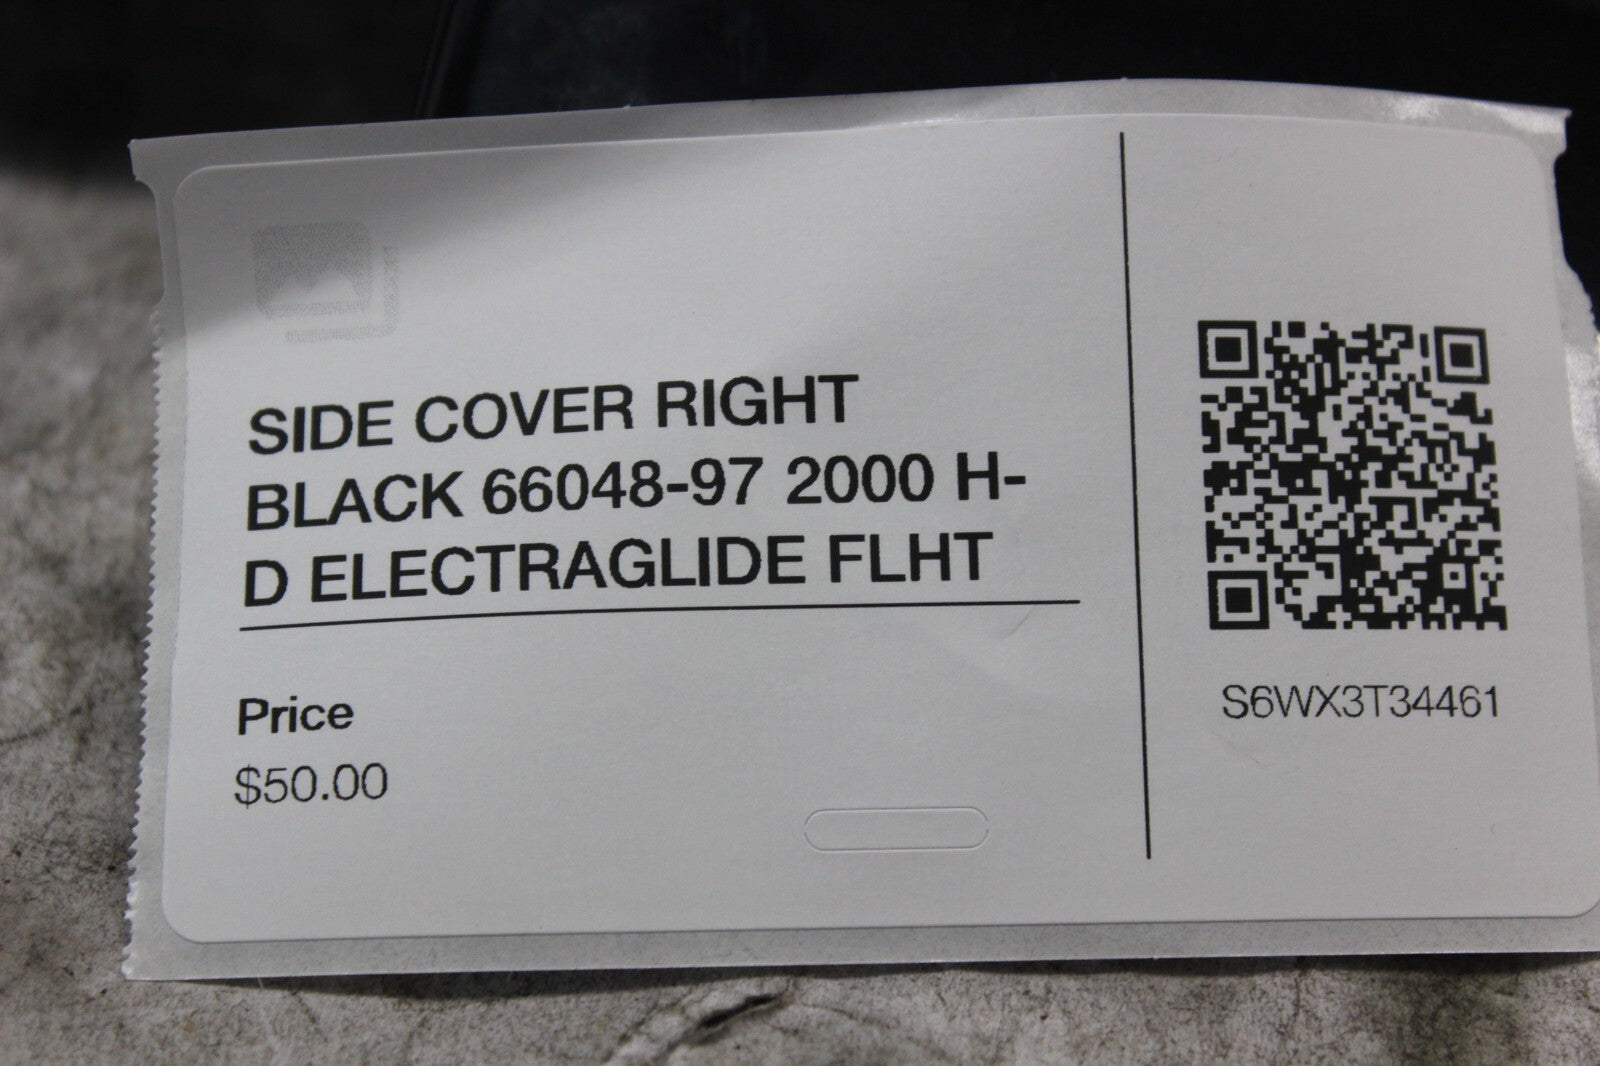 SIDE COVER RIGHT
BLACK 66048-97 2000 H-
D ELECTRAGLIDE FLHT
Price
$50.00
S6WX3T34461